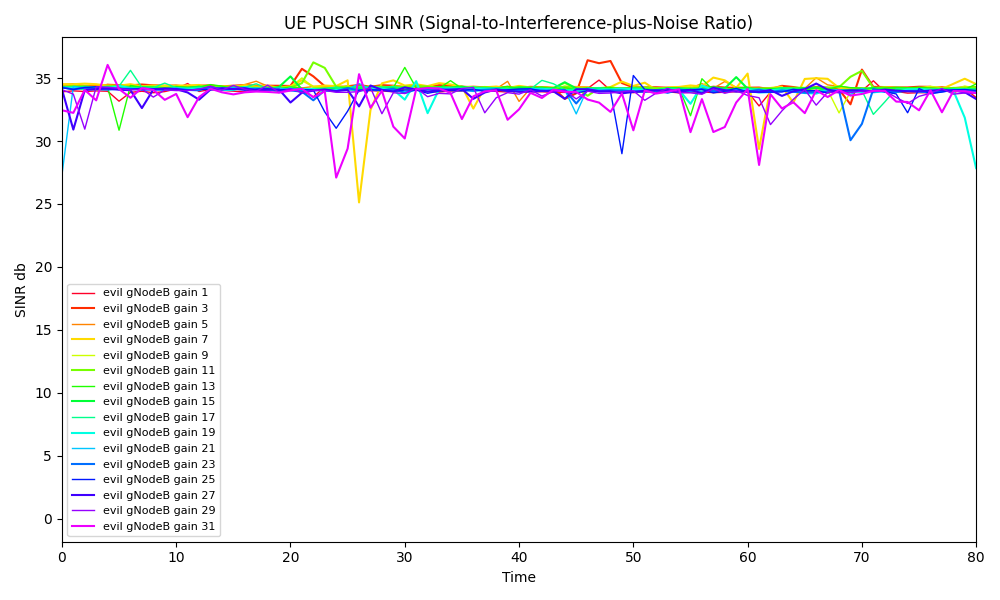 UE PUSCH SINR (Signal-to-Interference-plus-Noise Ratio)
SINR db
35
30
25
20
15
10
5
0
evil gNodeB gain 1
evil gNodeB gain 3
evil gNodeB gain 5
evil gNodeB gain 7
evil gNodeB gain 9
evil gNodeB gain 11
evil gNodeB gain 13
evil gNodeB gain 15
evil gNodeB gain 17
evil gNodeB gain 19
evil gNodeB gain 21
evil gNodeB gain 23
evil gNodeB gain 25
evil gNodeB gain 27
evil gNodeB gain 29
evil gNodeB gain 31
0 10 20 30 40 50 60 70 80
Time